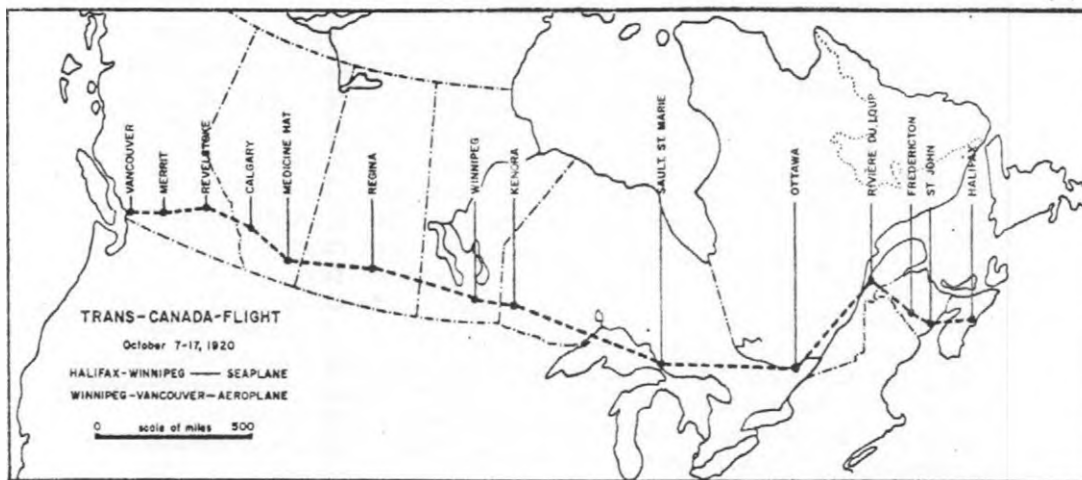 VANCOUVER
MERRIT
REVELSTOKE
CALGARY
MEDICINE HAT
REGINA
WINNIPEG
KENORA
SAULT ST. MARIE
OTTAWA
RIVIÈRE DU LOUP
FREDERICTON
ST JOHN
HALIFAX
TRANS-CANADA-FLIGHT
October 7-17, 1920
HALIFAX-WINNIPEG — SEAPLANE
WINNIPEG-VANCOUVER — AEROPLANE
0 scale of miles 500